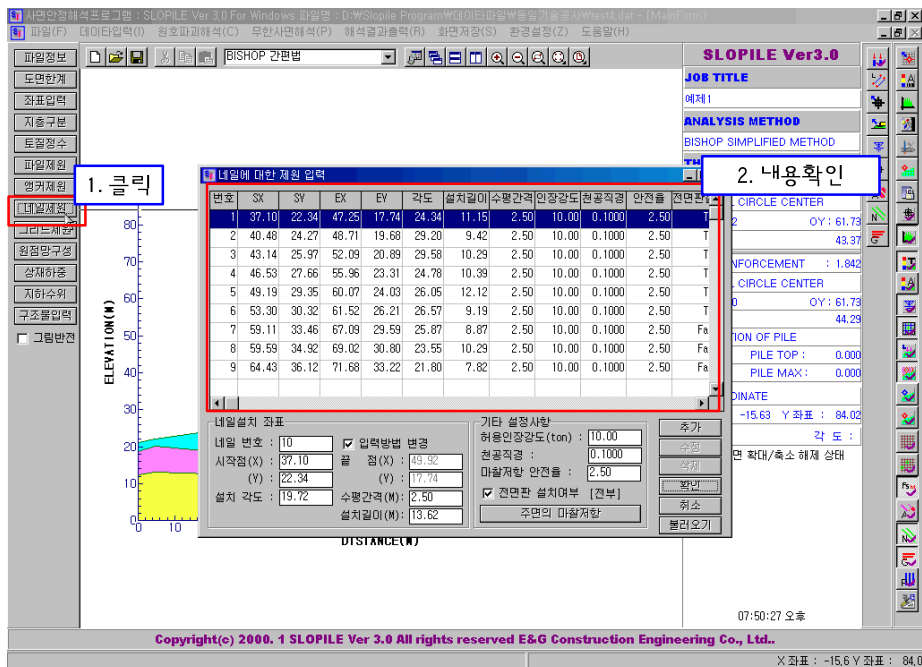 사면안정해석프로그램 : SLOPILE Ver 3.0 For Windows 파일명 : D:₩Slopile Program₩데이타파일₩동일기술공사₩test4.dat - [MainForm]
파일(F) 데이타입력(I) 원호파괴해석(C) 무한사면해석(P) 해석결과출력(R) 화면저장(S) 환경설정(Z) 도움말(H)
파일정보
BISHOP 간편법
도면한계
좌표입력
지층구분
토질정수
파일제원
앵커제원
네일제원
그리드제원
원점망구성
상재하중
지하수위
구조물입력
그림반전
1. 클릭
2. 내용확인
SLOPILE Ver3.0
JOB TITLE
예제1
ANALYSIS METHOD
BISHOP SIMPLIFIED METHOD
CIRCLE CENTER
OY : 61.73
43.37
NFORCEMENT : 1.842
CIRCLE CENTER
OY : 61.73
44.29
ION OF PILE
PILE TOP : 0.000
PILE MAX : 0.000
DINATE
-15.63 Y 좌표 : 84.02
각 도 :
면 확대/축소 해제 상태
07:50:27 오후
네일에 대한 제원 입력
번호 SX SY EX EY 각도 설치길이 수평간격 인장강도 천공직경 안전율 전면판
1 37.10 22.34 47.25 17.74 24.34 11.15 2.50 10.00 0.1000 2.50 T
2 40.48 24.27 48.71 19.68 29.20 9.42 2.50 10.00 0.1000 2.50 T
3 43.14 25.97 52.09 20.89 29.58 10.29 2.50 10.00 0.1000 2.50 T
4 46.53 27.66 55.96 23.31 24.78 10.39 2.50 10.00 0.1000 2.50 T
5 49.19 29.35 60.07 24.03 26.05 12.12 2.50 10.00 0.1000 2.50 T
6 53.30 30.32 61.52 26.21 26.57 9.19 2.50 10.00 0.1000 2.50 T
7 59.11 33.46 67.09 29.59 25.87 8.87 2.50 10.00 0.1000 2.50 Fa
8 59.59 34.92 69.02 30.80 23.55 10.29 2.50 10.00 0.1000 2.50 Fa
9 64.43 36.12 71.68 33.22 21.80 7.82 2.50 10.00 0.1000 2.50 Fa
네일설치 좌표
네일 번호 : 10 입력방법 변경
시작점(X) : 37.10 끝 점(X) : 49.92
(Y) : 22.34 (Y) : 17.74
설치 각도 : 19.72 수평간격(M): 2.50
설치길이(M): 13.62
기타 설정사항
허용인장강도(ton) : 10.00
천공직경 : 0.1000
마찰저항 안전율 : 2.50
전면판 설치여부 [전부]
주면의 마찰저항
추가
수정
삭제
확인
취소
불러오기
ELEVATION(M)
80
70
60
50
40
30
20
10
0
0 10
DISTANCE(M)
Copyright(c) 2000. 1 SLOPILE Ver 3.0 All rights reserved E&G Construction Engineering Co., Ltd..
X 좌표 : -15.6 Y 좌표 : 84.0